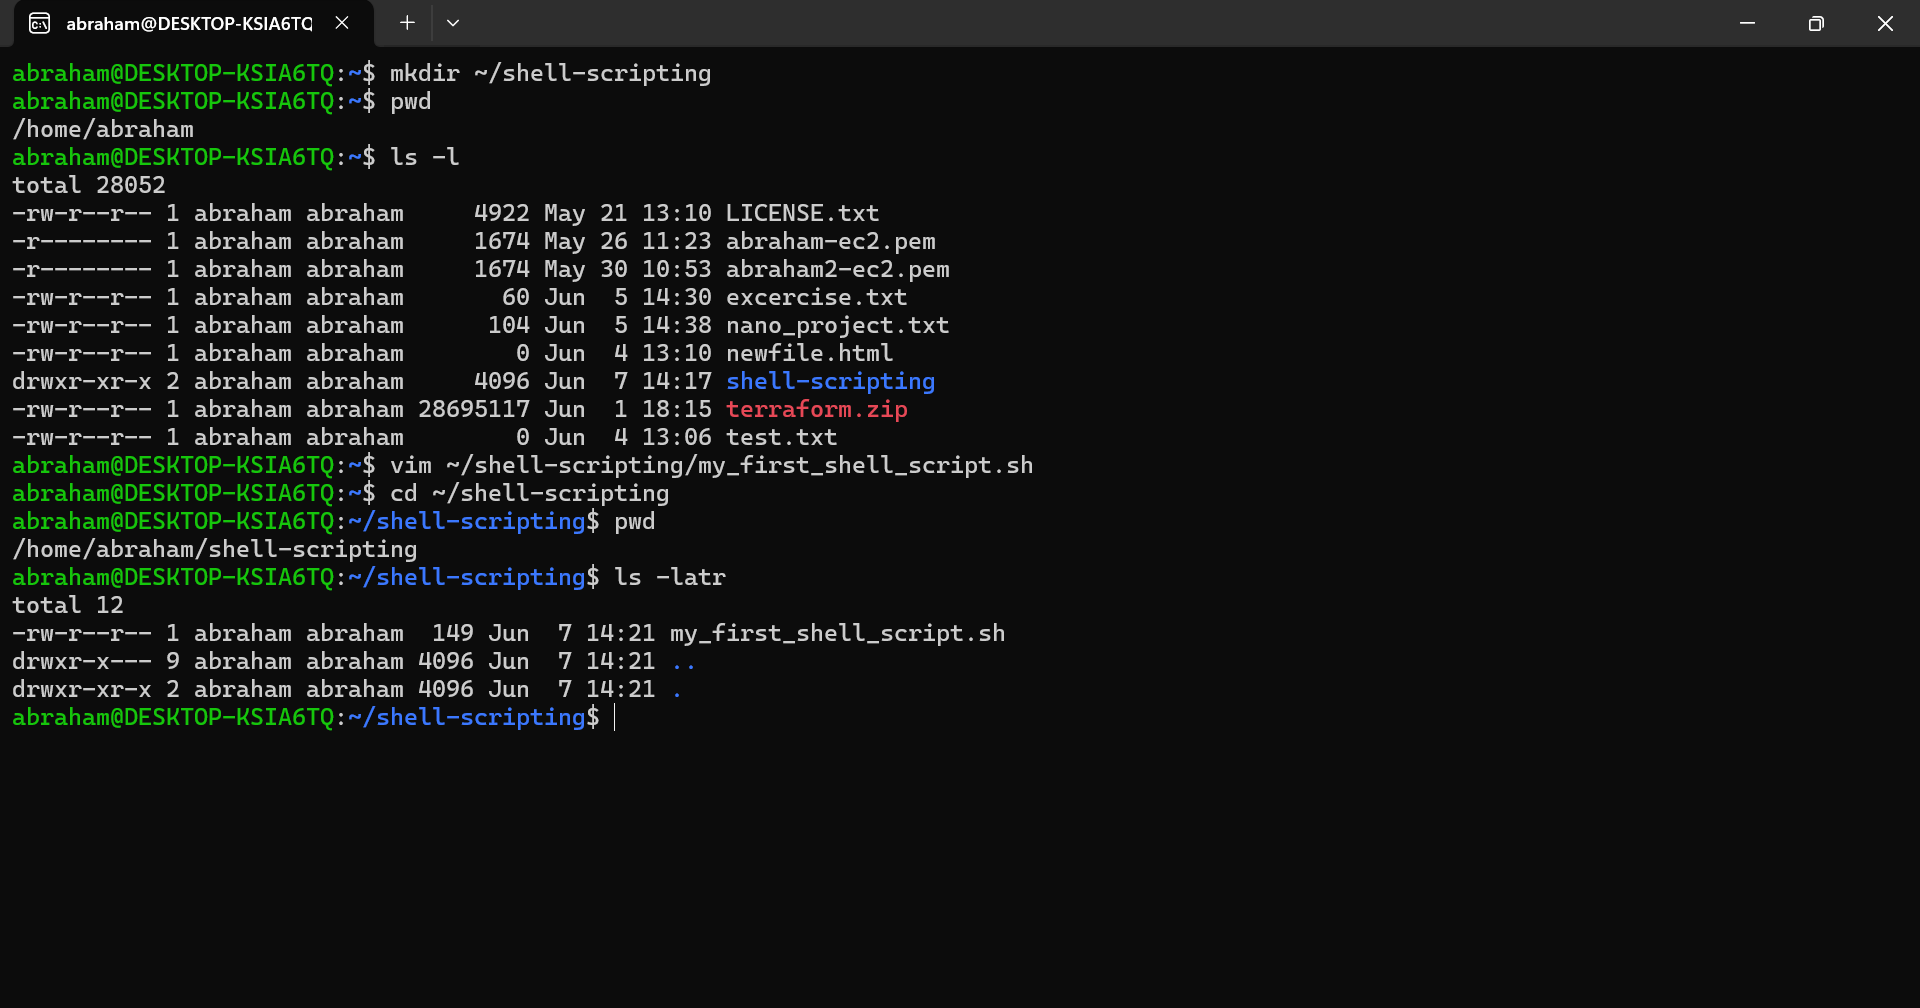 abraham@DESKTOP-KSIA6TQ
abraham@DESKTOP-KSIA6TQ:~$ mkdir ~/shell-scripting
abraham@DESKTOP-KSIA6TQ:~$ pwd
/home/abraham
abraham@DESKTOP-KSIA6TQ:~$ ls -l
total 28052
-rw-r--r-- 1 abraham abraham     4922 May 21 13:10 LICENSE.txt
-r-------- 1 abraham abraham     1674 May 26 11:23 abraham-ec2.pem
-r-------- 1 abraham abraham     1674 May 30 10:53 abraham2-ec2.pem
-rw-r--r-- 1 abraham abraham       60 Jun  5 14:30 excercise.txt
-rw-r--r-- 1 abraham abraham      104 Jun  5 14:38 nano_project.txt
-rw-r--r-- 1 abraham abraham        0 Jun  4 13:10 newfile.html
drwxr-xr-x 2 abraham abraham     4096 Jun  7 14:17 shell-scripting
-rw-r--r-- 1 abraham abraham 28695117 Jun  1 18:15 terraform.zip
-rw-r--r-- 1 abraham abraham        0 Jun  4 13:06 test.txt
abraham@DESKTOP-KSIA6TQ:~$ vim ~/shell-scripting/my_first_shell_script.sh
abraham@DESKTOP-KSIA6TQ:~$ cd ~/shell-scripting
abraham@DESKTOP-KSIA6TQ:~/shell-scripting$ pwd
/home/abraham/shell-scripting
abraham@DESKTOP-KSIA6TQ:~/shell-scripting$ ls -latr
total 12
-rw-r--r-- 1 abraham abraham  149 Jun  7 14:21 my_first_shell_script.sh
drwxr-x--- 9 abraham abraham 4096 Jun  7 14:21 ..
drwxr-xr-x 2 abraham abraham 4096 Jun  7 14:21 .
abraham@DESKTOP-KSIA6TQ:~/shell-scripting$